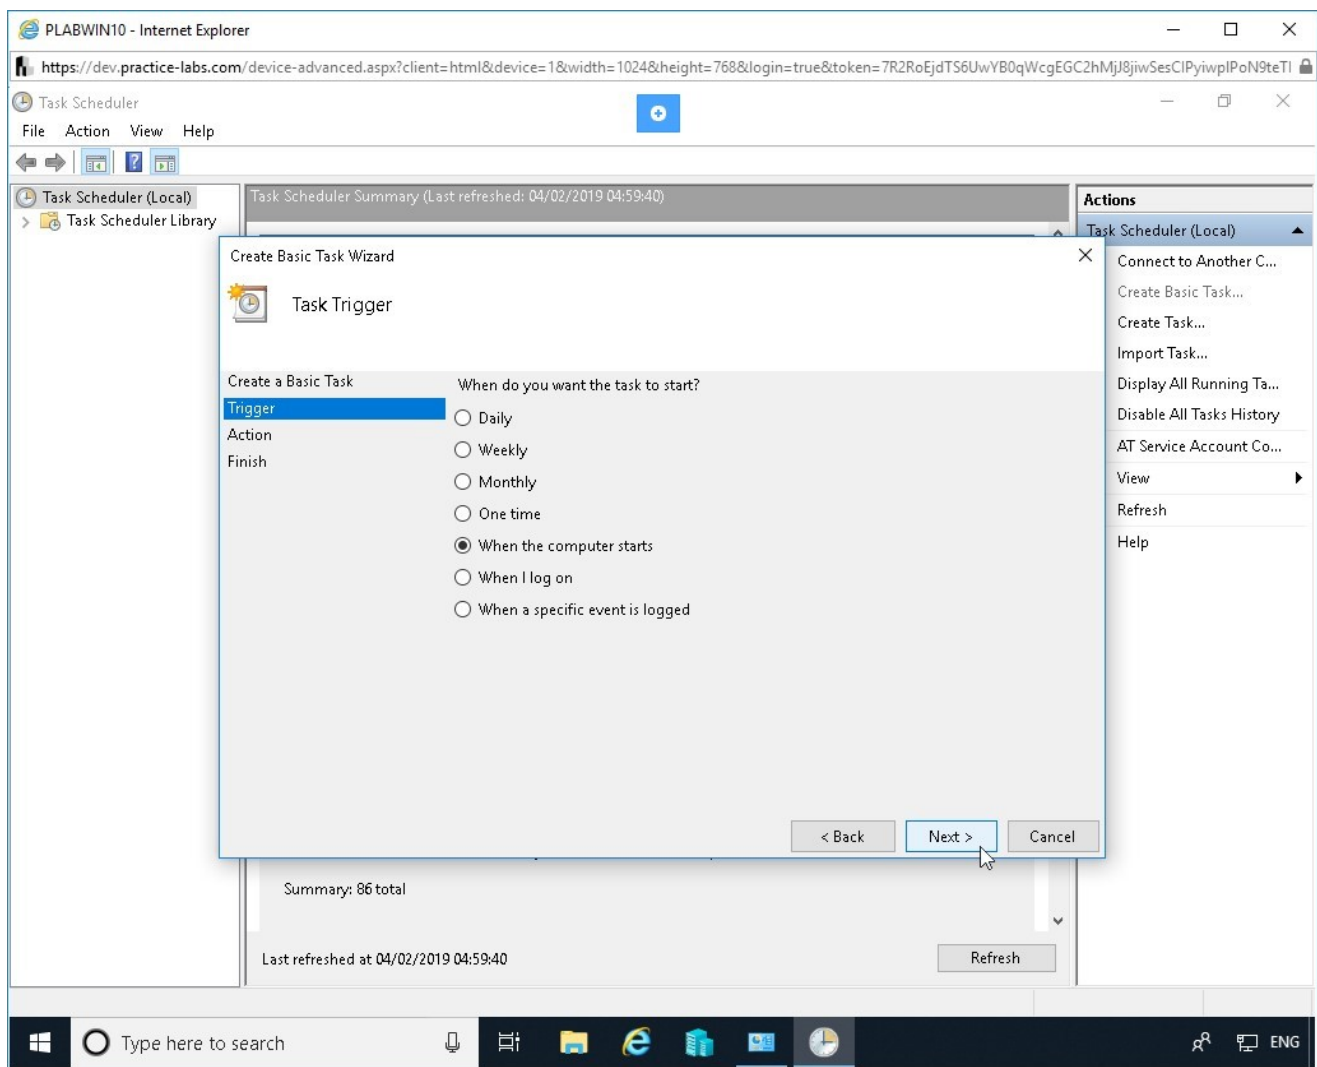 PLABWIN10 - Internet Explorer
https://dev.practice-labs.com/device-advanced.aspx?client=html&device=1&width=1024&height=768&login=true&token=7R2RoEjdTS6UwYB0qWcgEGC2hMjJ8jiwSesCIPyiwpIPoN9teTI
Task Scheduler
File Action View Help
Task Scheduler (Local)
Task Scheduler Library
Task Scheduler Summary (Last refreshed: 04/02/2019 04:59:40)
Actions
Task Scheduler (Local)
Connect to Another C...
Create Basic Task...
Create Task...
Import Task...
Display All Running Ta...
Disable All Tasks History
AT Service Account Co...
View
Refresh
Help
Create Basic Task Wizard
Task Trigger
Create a Basic Task
Trigger
Action
Finish
When do you want the task to start?
Daily
Weekly
Monthly
One time
When the computer starts
When I log on
When a specific event is logged
< Back
Next >
Cancel
Summary: 86 total
Last refreshed at 04/02/2019 04:59:40
Refresh
Type here to search
ENG